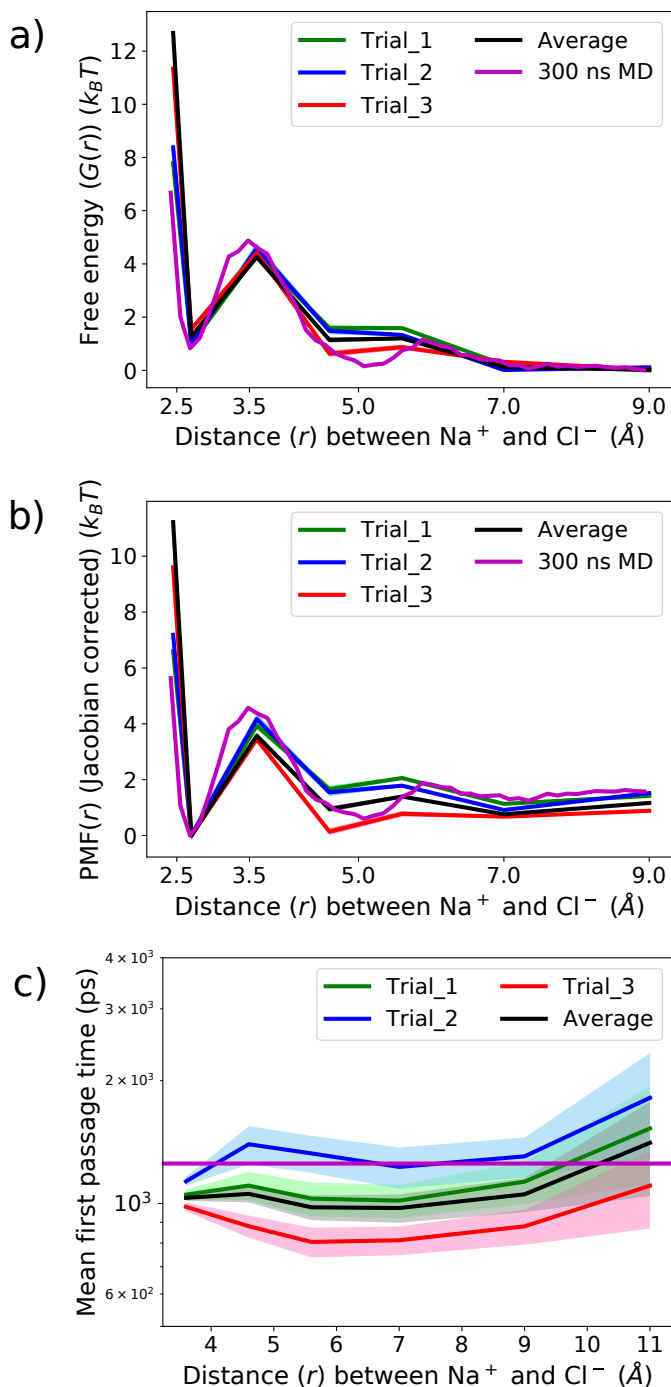 a)
Free energy (G(r)) (k_BT)
12
10
8
6
4
2
0
Trial_1
Trial_2
Trial_3
Average
300 ns MD
2.5 3.5 5.0 7.0 9.0
Distance (r) between Na⁺ and Cl⁻ (Å)
b)
PMF(r) (Jacobian corrected) (k_BT)
10
8
6
4
2
0
Trial_1
Trial_2
Trial_3
Average
300 ns MD
2.5 3.5 5.0 7.0 9.0
Distance (r) between Na⁺ and Cl⁻ (Å)
c)
Mean first passage time (ps)
4 × 10³
3 × 10³
2 × 10³
10³
6 × 10²
Trial_1
Trial_2
Trial_3
Average
4 5 6 7 8 9 10 11
Distance (r) between Na⁺ and Cl⁻ (Å)